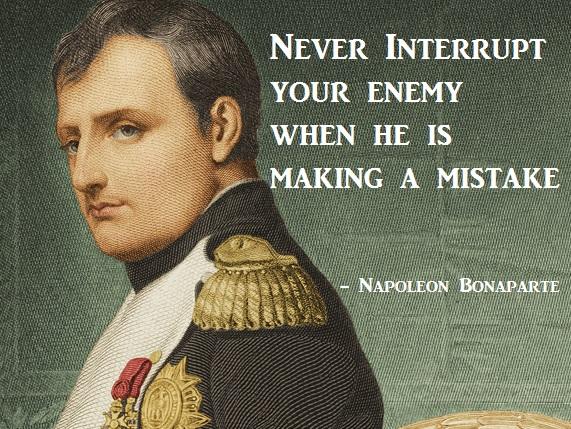 Never Interrupt
your enemy
when he is
making a mistake
- Napoleon Bonaparte